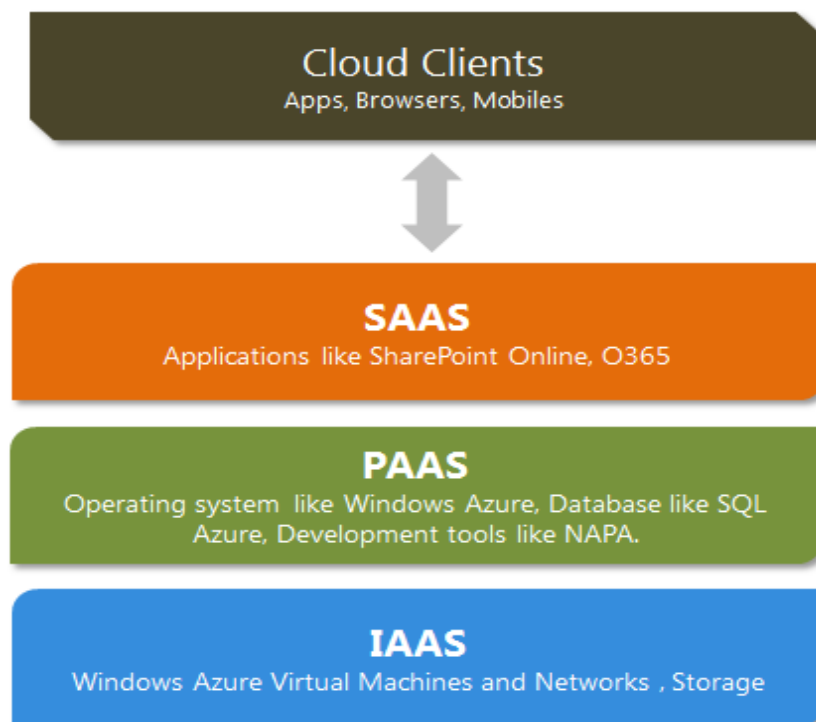 Cloud Clients
Apps, Browsers, Mobiles
SAAS
Applications like SharePoint Online, O365
PAAS
Operating system like Windows Azure, Database like SQL
Azure, Development tools like NAPA.
IAAS
Windows Azure Virtual Machines and Networks , Storage